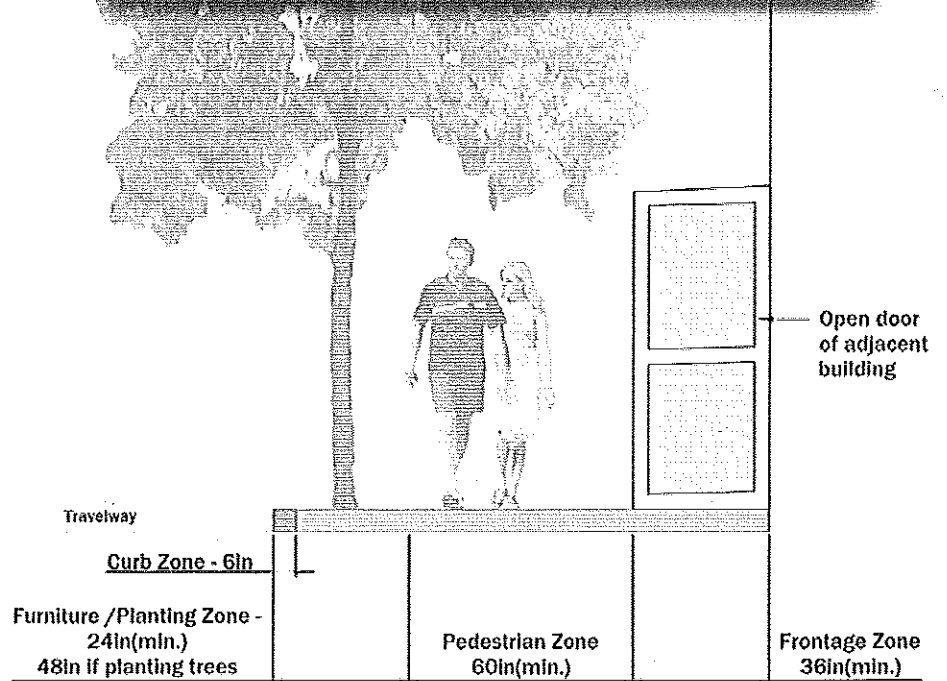 Open door
of adjacent
building
Travelway
Curb Zone - 6in
Furniture /Planting Zone -
24in(min.)
48in if planting trees
Pedestrian Zone
60in(min.)
Frontage Zone
36in(min.)